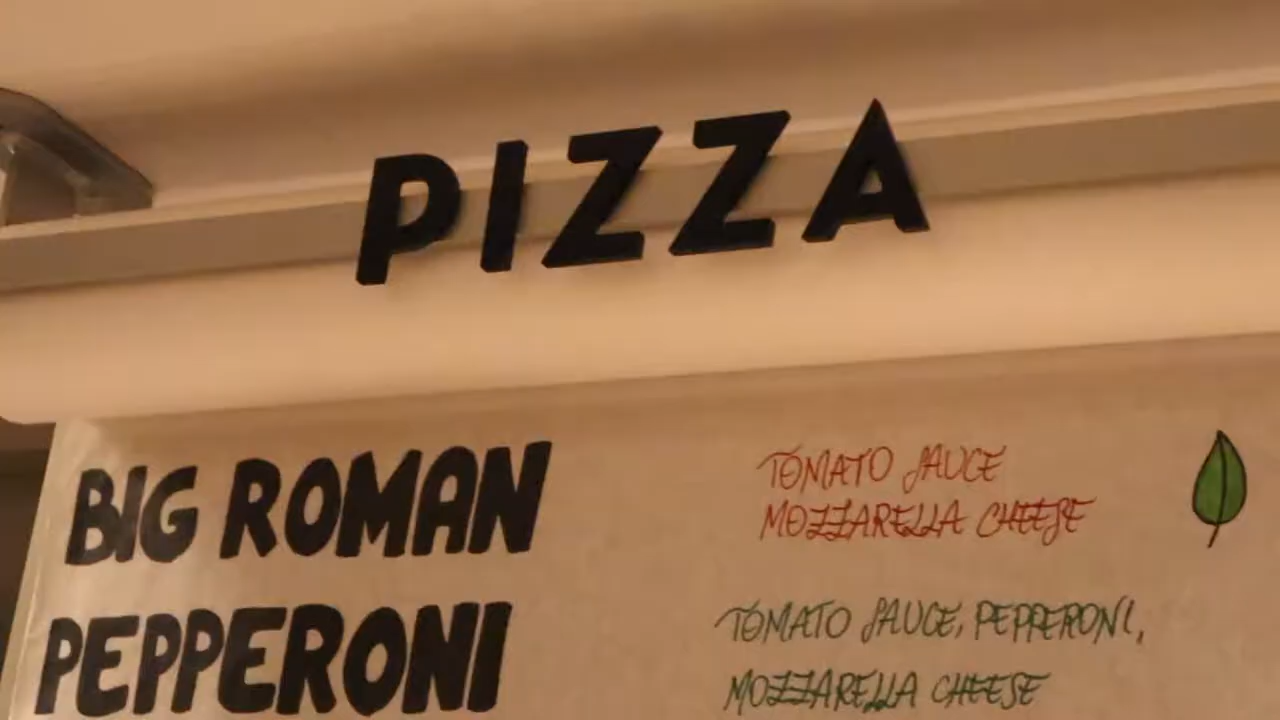 PIZZA
BIG ROMAN
TOMATO SAUCE
MOZZARELLA CHEESE
PEPPERONI
TOMATO SAUCE, PEPPERONI,
MOZZARELLA CHEESE